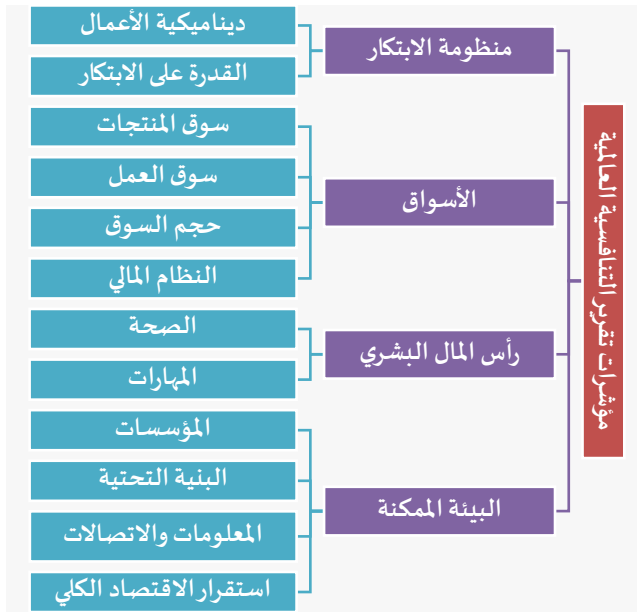 مؤشرات تقرير التنافسية العالمية
منظومة الابتكار
ديناميكية الأعمال
القدرة على الابتكار
الأسواق
سوق المنتجات
سوق العمل
حجم السوق
النظام المالي
رأس المال البشري
الصحة
المهارات
البيئة الممكنة
المؤسسات
البنية التحتية
المعلومات والاتصالات
استقرار الاقتصاد الكلي